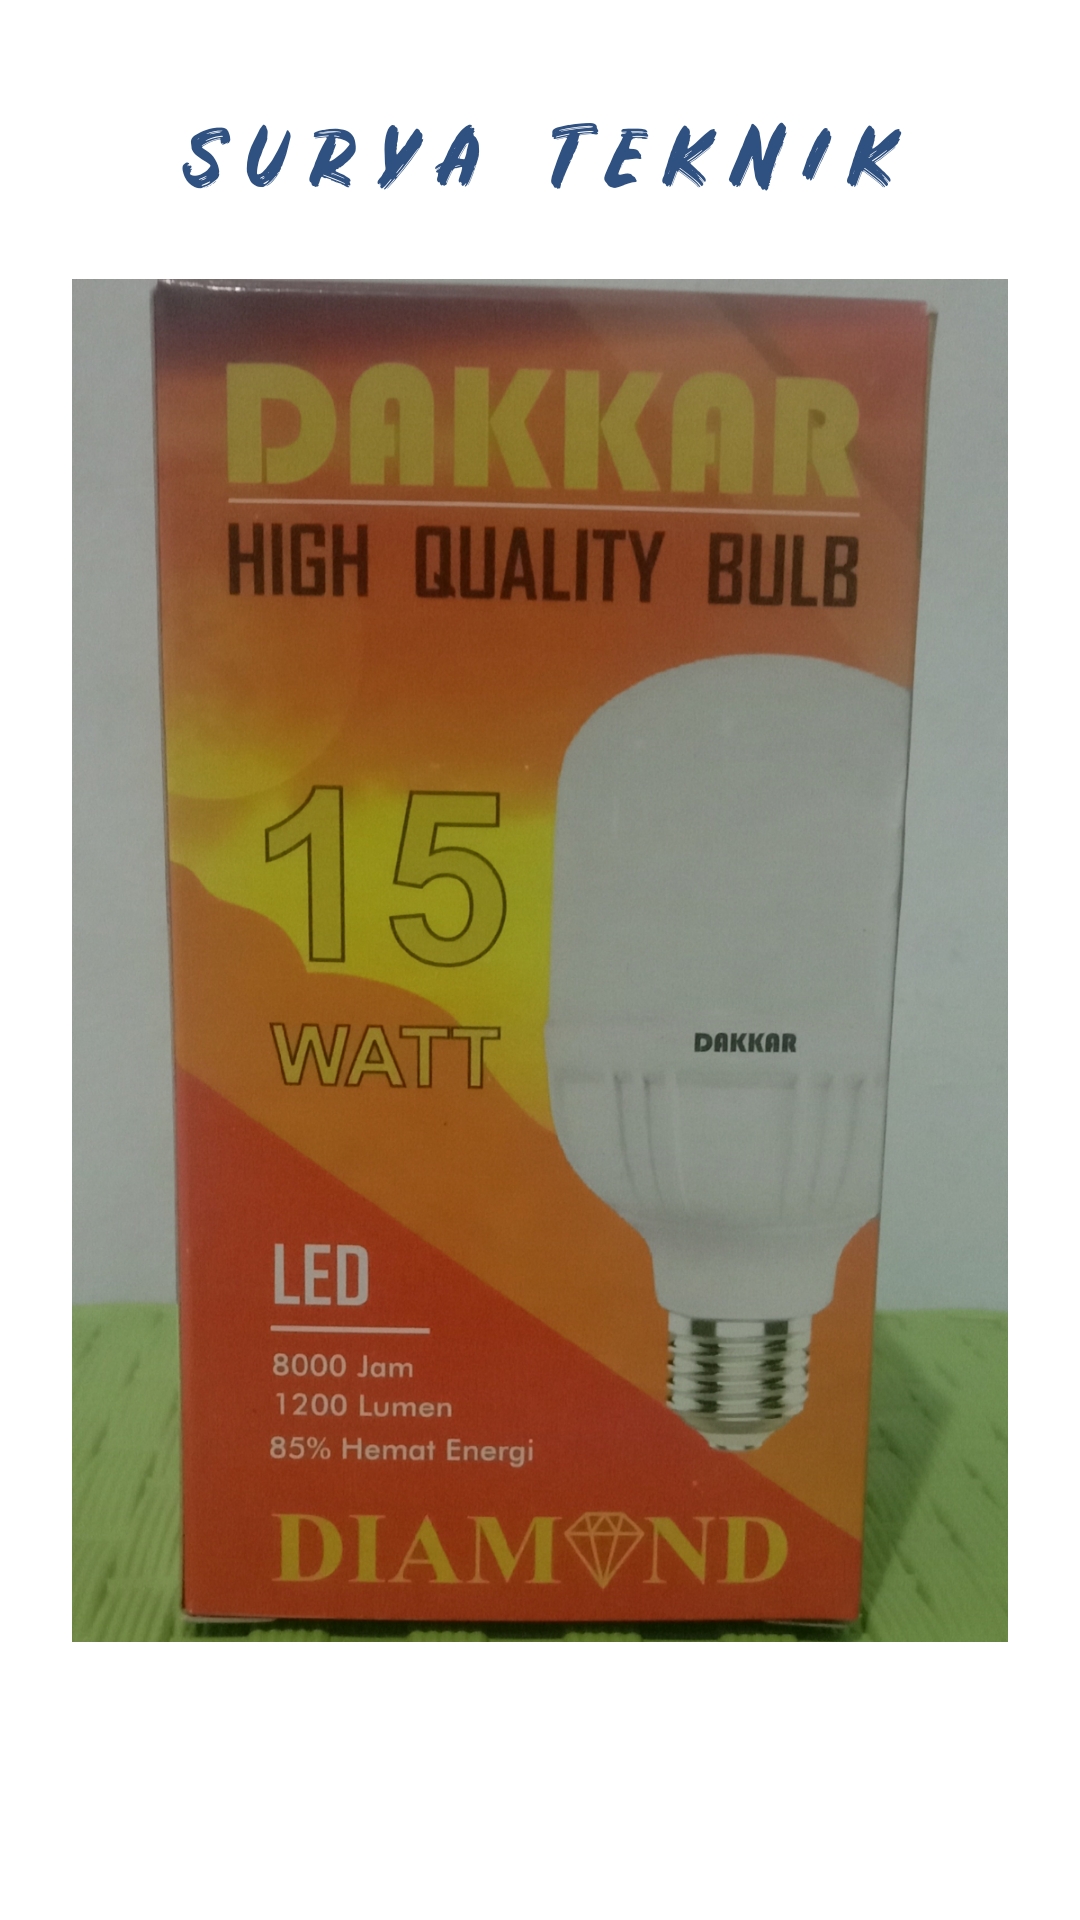 SURYA TEKNIK
DAKKAR
HIGH QUALITY BULB
15
WATT
DAKKAR
LED
8000 Jam
1200 Lumen
85% Hemat Energi
DIAMOND